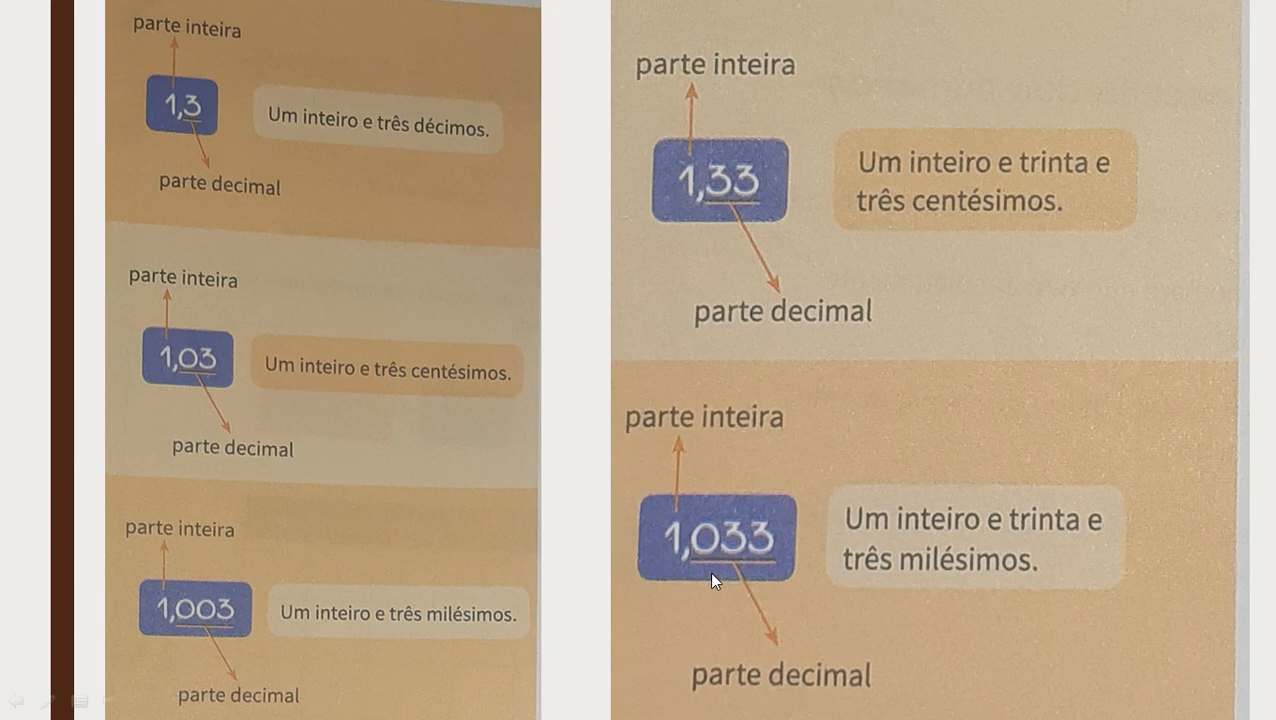 parte inteira
1,3
Um inteiro e três décimos.
parte decimal
parte inteira
1,03
Um inteiro e três centésimos.
parte decimal
parte inteira
1,003
Um inteiro e três milésimos.
parte decimal
parte inteira
1,33
Um inteiro e trinta e
três centésimos.
parte decimal
parte inteira
1,033
Um inteiro e trinta e
três milésimos.
parte decimal